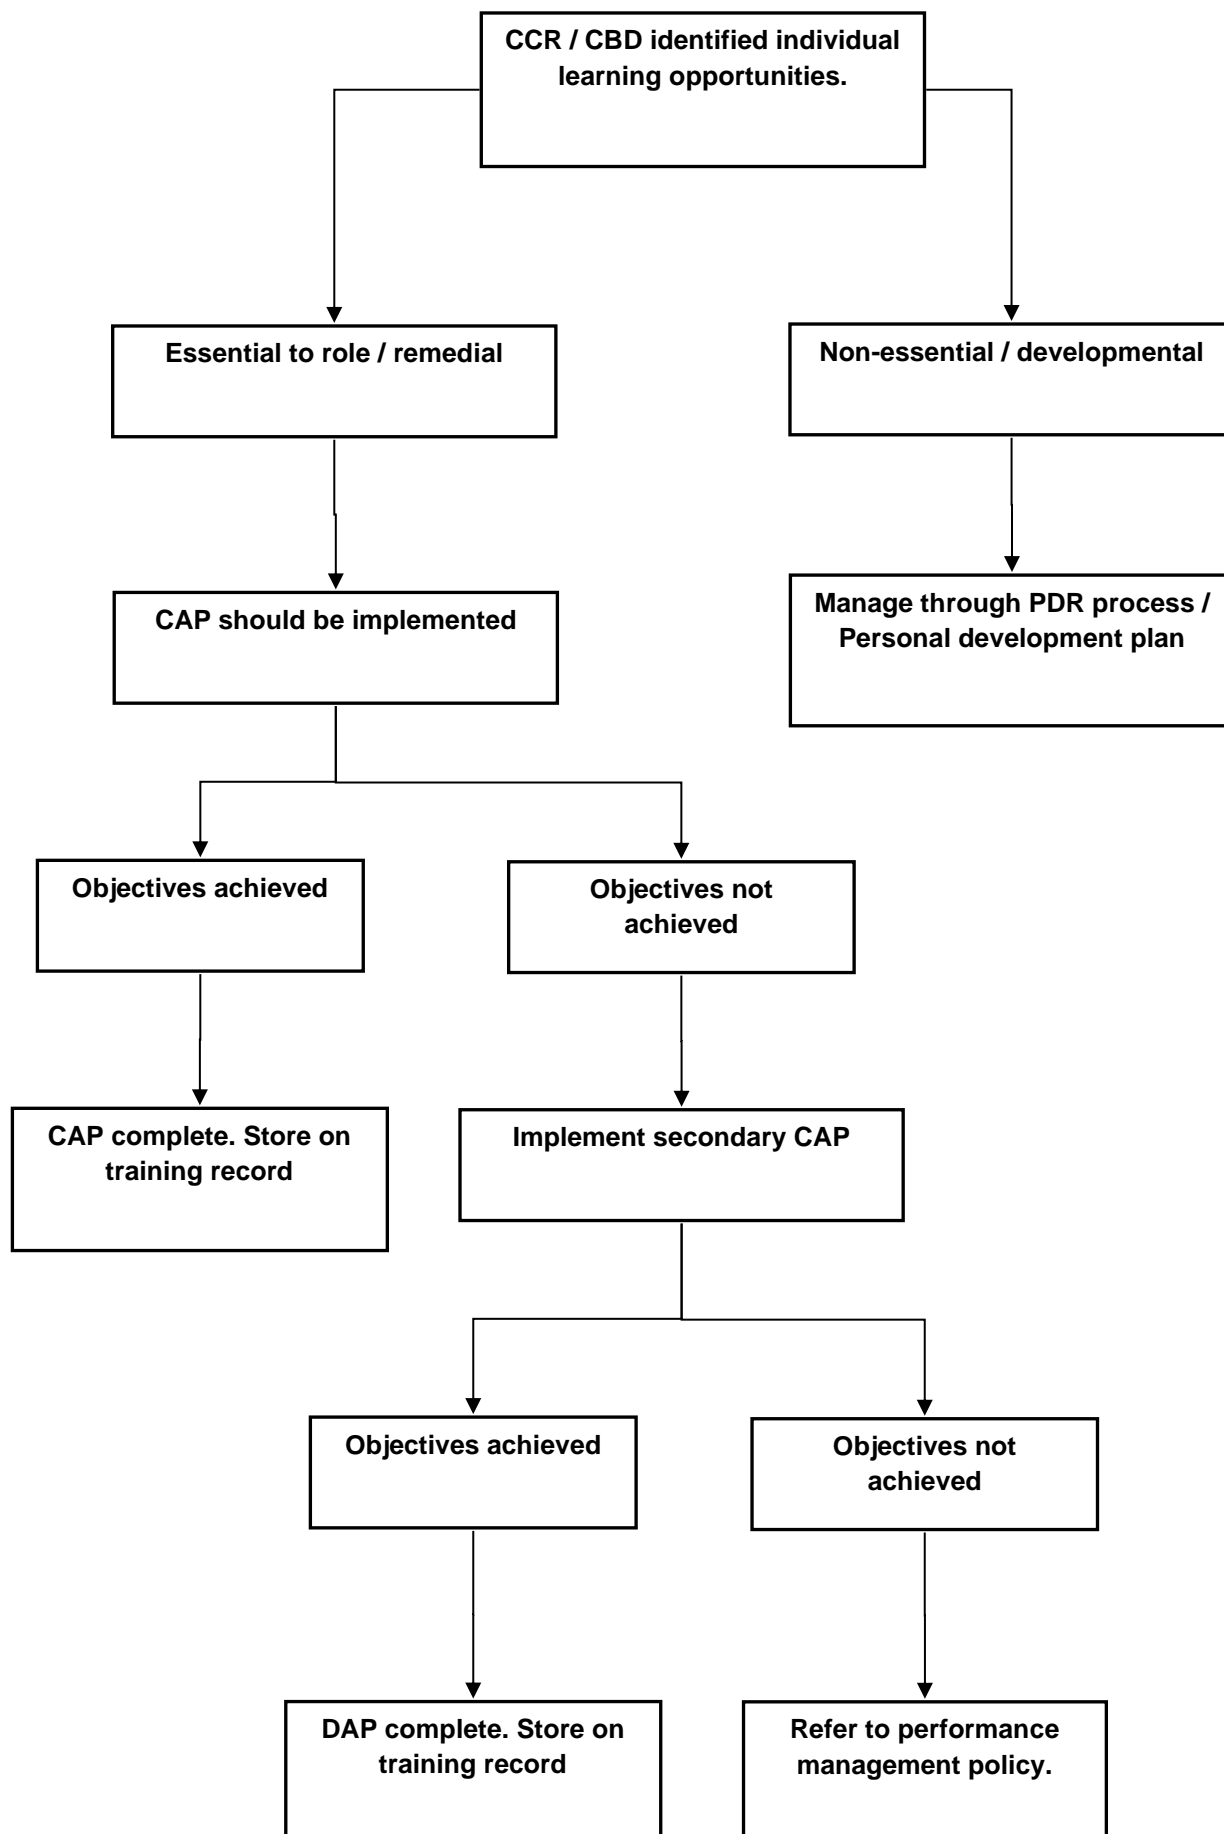 CCR / CBD identified individual
learning opportunities.
Essential to role / remedial
Non-essential / developmental
CAP should be implemented
Manage through PDR process /
Personal development plan
Objectives achieved
Objectives not
achieved
CAP complete. Store on
training record
Implement secondary CAP
Objectives achieved
Objectives not
achieved
DAP complete. Store on
training record
Refer to performance
management policy.